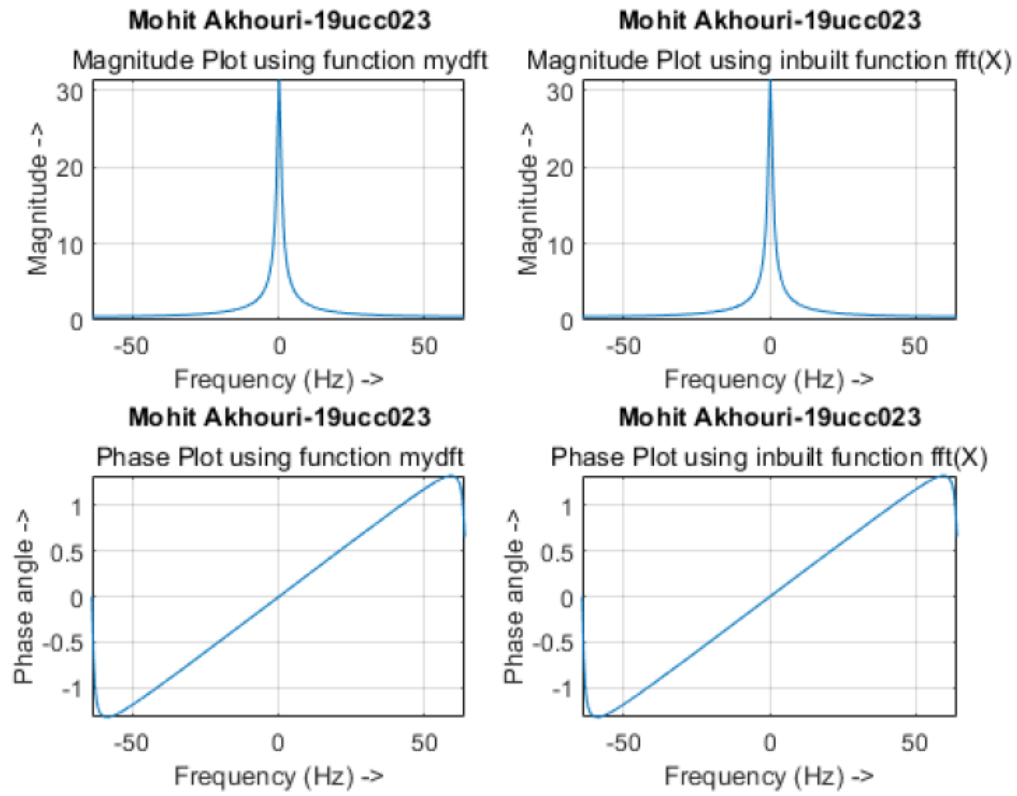 Mohit Akhouri-19ucc023
Magnitude Plot using function mydft
Magnitude ->
30
20
10
0
-50
0
50
Frequency (Hz) ->
Mohit Akhouri-19ucc023
Magnitude Plot using inbuilt function fft(X)
Magnitude ->
30
20
10
0
-50
0
50
Frequency (Hz) ->
Mohit Akhouri-19ucc023
Phase Plot using function mydft
Phase angle ->
1
0.5
0
-0.5
-1
-50
0
50
Frequency (Hz) ->
Mohit Akhouri-19ucc023
Phase Plot using inbuilt function fft(X)
Phase angle ->
1
0.5
0
-0.5
-1
-50
0
50
Frequency (Hz) ->